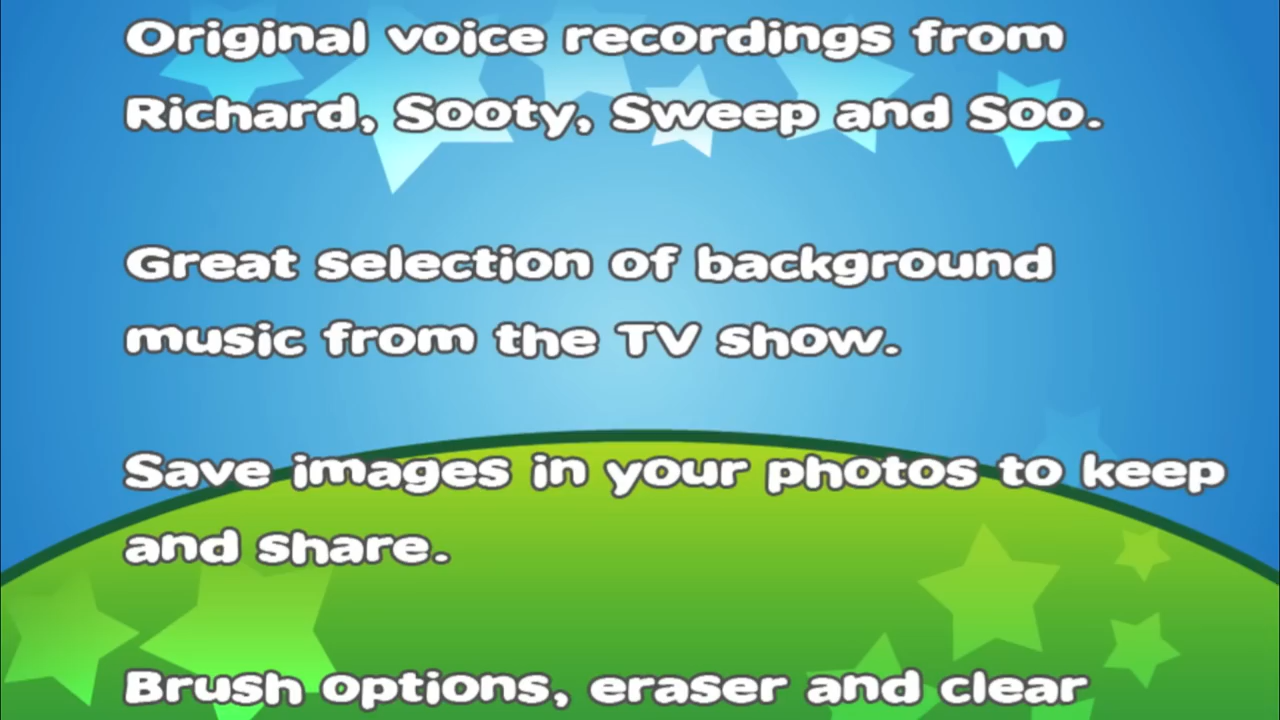 Original voice recordings from
Richard, Sooty, Sweep and Soo.
Great selection of background
music from the TV show.
Save images in your photos to keep
and share.
Brush options, eraser and clear